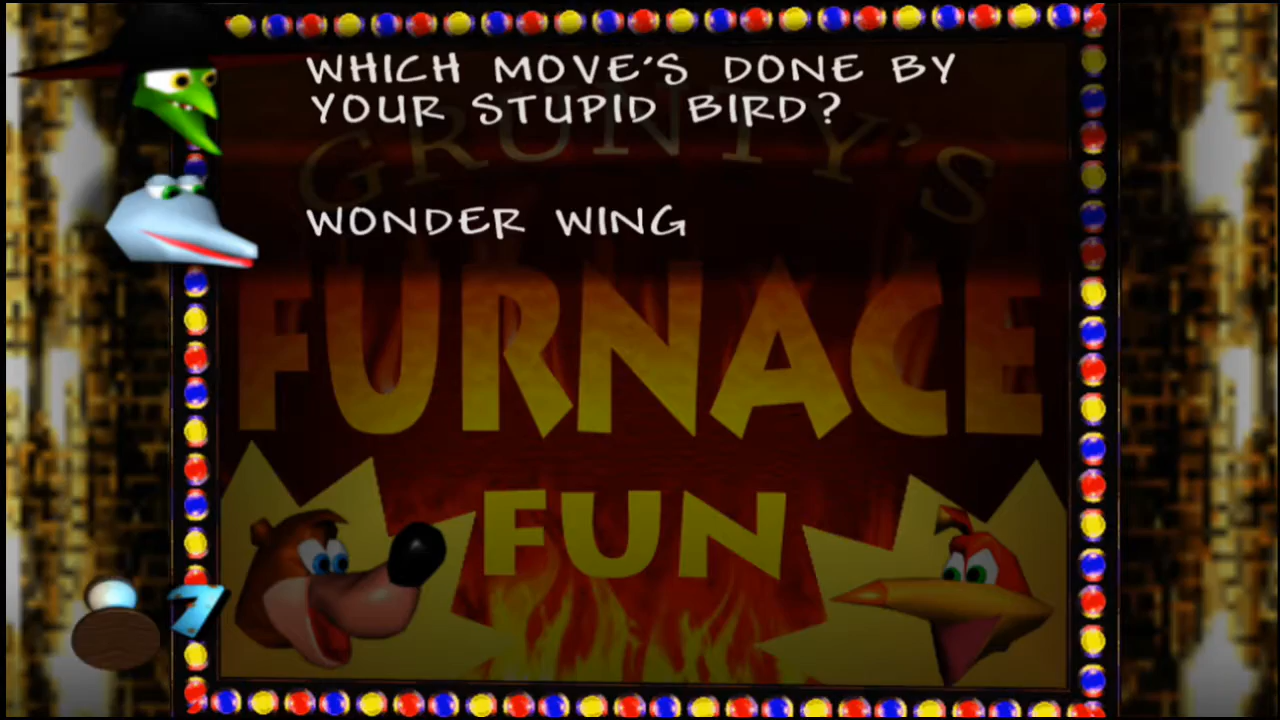 WHICH MOVE'S DONE BY
YOUR STUPID BIRD?
GRUNTY'S
WONDER WING
FURNACE
FUN
7